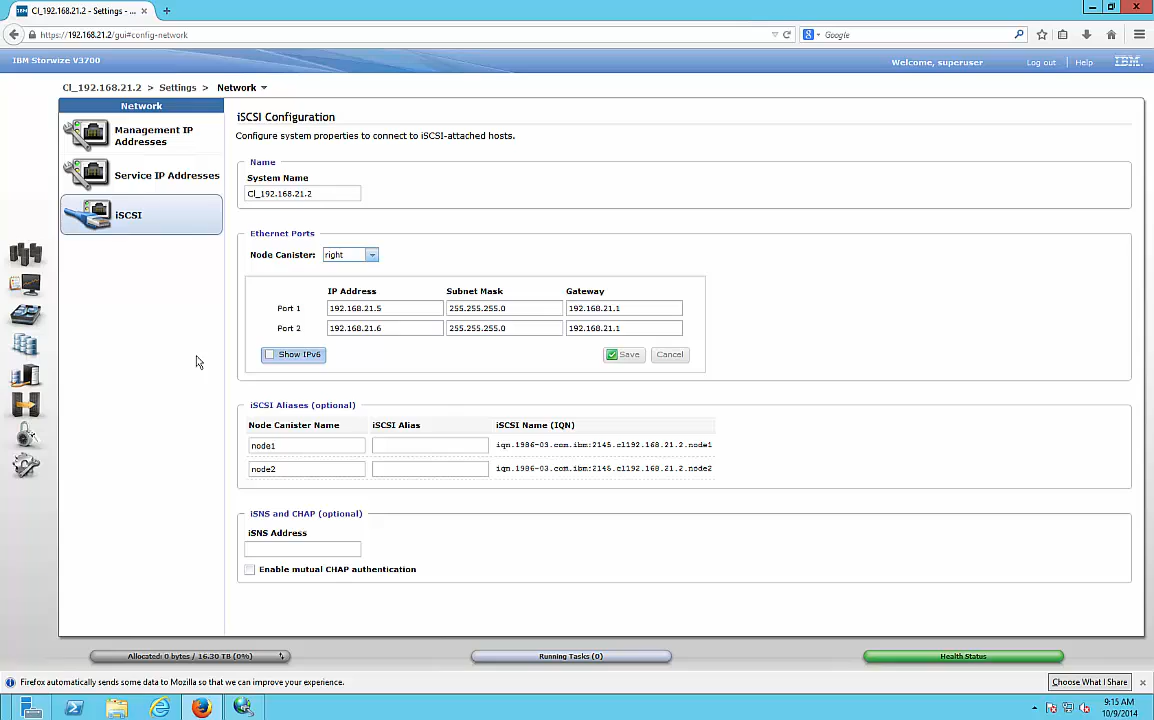 Cl_192.168.21.2 - Settings - ...
https://192.168.21.2/gui#config-network
Google
IBM Storwize V3700
Welcome, superuser
Log out
Help
IBM
Cl_192.168.21.2 > Settings > Network
Network
Management IP
Addresses
Service IP Addresses
iSCSI
iSCSI Configuration
Configure system properties to connect to iSCSI-attached hosts.
Name
System Name
Cl_192.168.21.2
Ethernet Ports
Node Canister: right
IP Address Subnet Mask Gateway
Port 1 192.168.21.5 255.255.255.0 192.168.21.1
Port 2 192.168.21.6 255.255.255.0 192.168.21.1
Show IPv6 Save Cancel
iSCSI Aliases (optional)
Node Canister Name iSCSI Alias iSCSI Name (IQN)
node1 iqn.1986-03.com.ibm:2145.cl192.168.21.2.node1
node2 iqn.1986-03.com.ibm:2145.cl192.168.21.2.node2
iSNS and CHAP (optional)
iSNS Address
Enable mutual CHAP authentication
Allocated: 0 bytes / 16.30 TB (0%)
Running Tasks (0)
Health Status
Firefox automatically sends some data to Mozilla so that we can improve your experience.
Choose What I Share
9:15 AM
10/9/2014